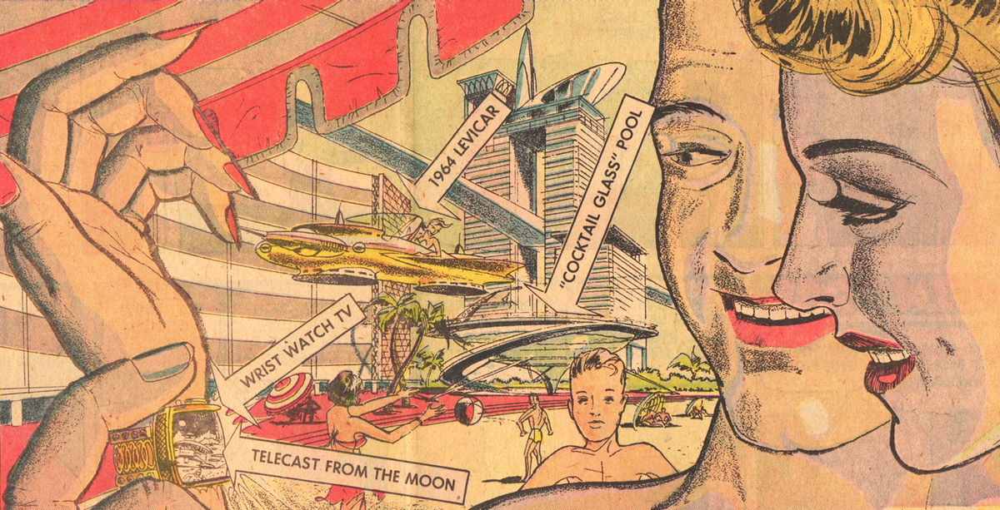 1964 LEVICAR
"COCKTAIL GLASS" POOL
WRIST WATCH TV
TELECAST FROM THE MOON